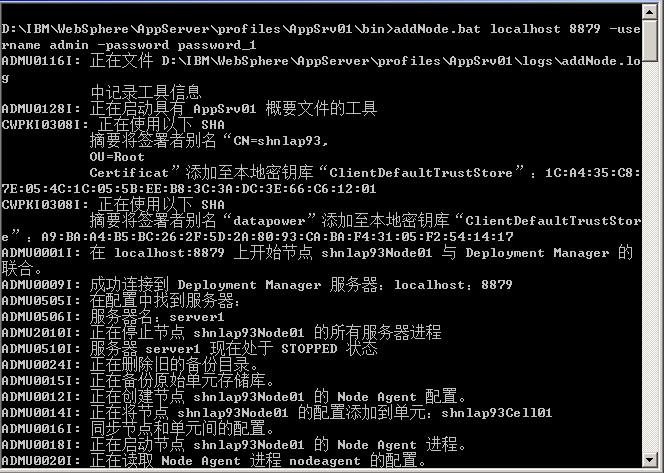 D:\IBM\WebSphere\AppServer\profiles\AppSrv01\bin>addNode.bat localhost 8879 -use
rname admin -password password_1
ADMU0116I: 正在文件 D:\IBM\WebSphere\AppServer\profiles\AppSrv01\logs\addNode.lo
g
中记录工具信息
ADMU0128I: 正在启动具有 AppSrv01 概要文件的工具
CWPKI0308I: 正在使用以下 SHA
摘要将签署者别名“CN=shnlap93,
OU=Root
Certificat”添加至本地密钥库“ClientDefaultTrustStore”：1C:A4:35:C8:
7E:05:4C:1C:05:5B:EE:B8:3C:3A:DC:3E:66:C6:12:01
CWPKI0308I: 正在使用以下 SHA
摘要将签署者别名“datapower”添加至本地密钥库“ClientDefaultTrustStor
e”：A9:BA:A4:B5:BC:26:2F:5D:2A:80:93:CA:BA:F4:31:05:F2:54:14:17
ADMU0001I: 在 localhost:8879 上开始节点 shnlap93Node01 与 Deployment Manager 的
联合。
ADMU0009I: 成功连接到 Deployment Manager 服务器：localhost：8879
ADMU0505I: 在配置中找到服务器：
ADMU0506I: 服务器名：server1
ADMU2010I: 正在停止节点 shnlap93Node01 的所有服务器进程
ADMU0510I: 服务器 server1 现在处于 STOPPED 状态
ADMU0024I: 正在删除旧的备份目录。
ADMU0015I: 正在备份原始单元存储库。
ADMU0012I: 正在创建节点 shnlap93Node01 的 Node Agent 配置。
ADMU0014I: 正在将节点 shnlap93Node01 的配置添加到单元：shnlap93Cell01
ADMU0016I: 同步节点和单元间的配置。
ADMU0018I: 正在启动节点 shnlap93Node01 的 Node Agent 进程。
ADMU0020I: 正在读取 Node Agent 进程 nodeagent 的配置。